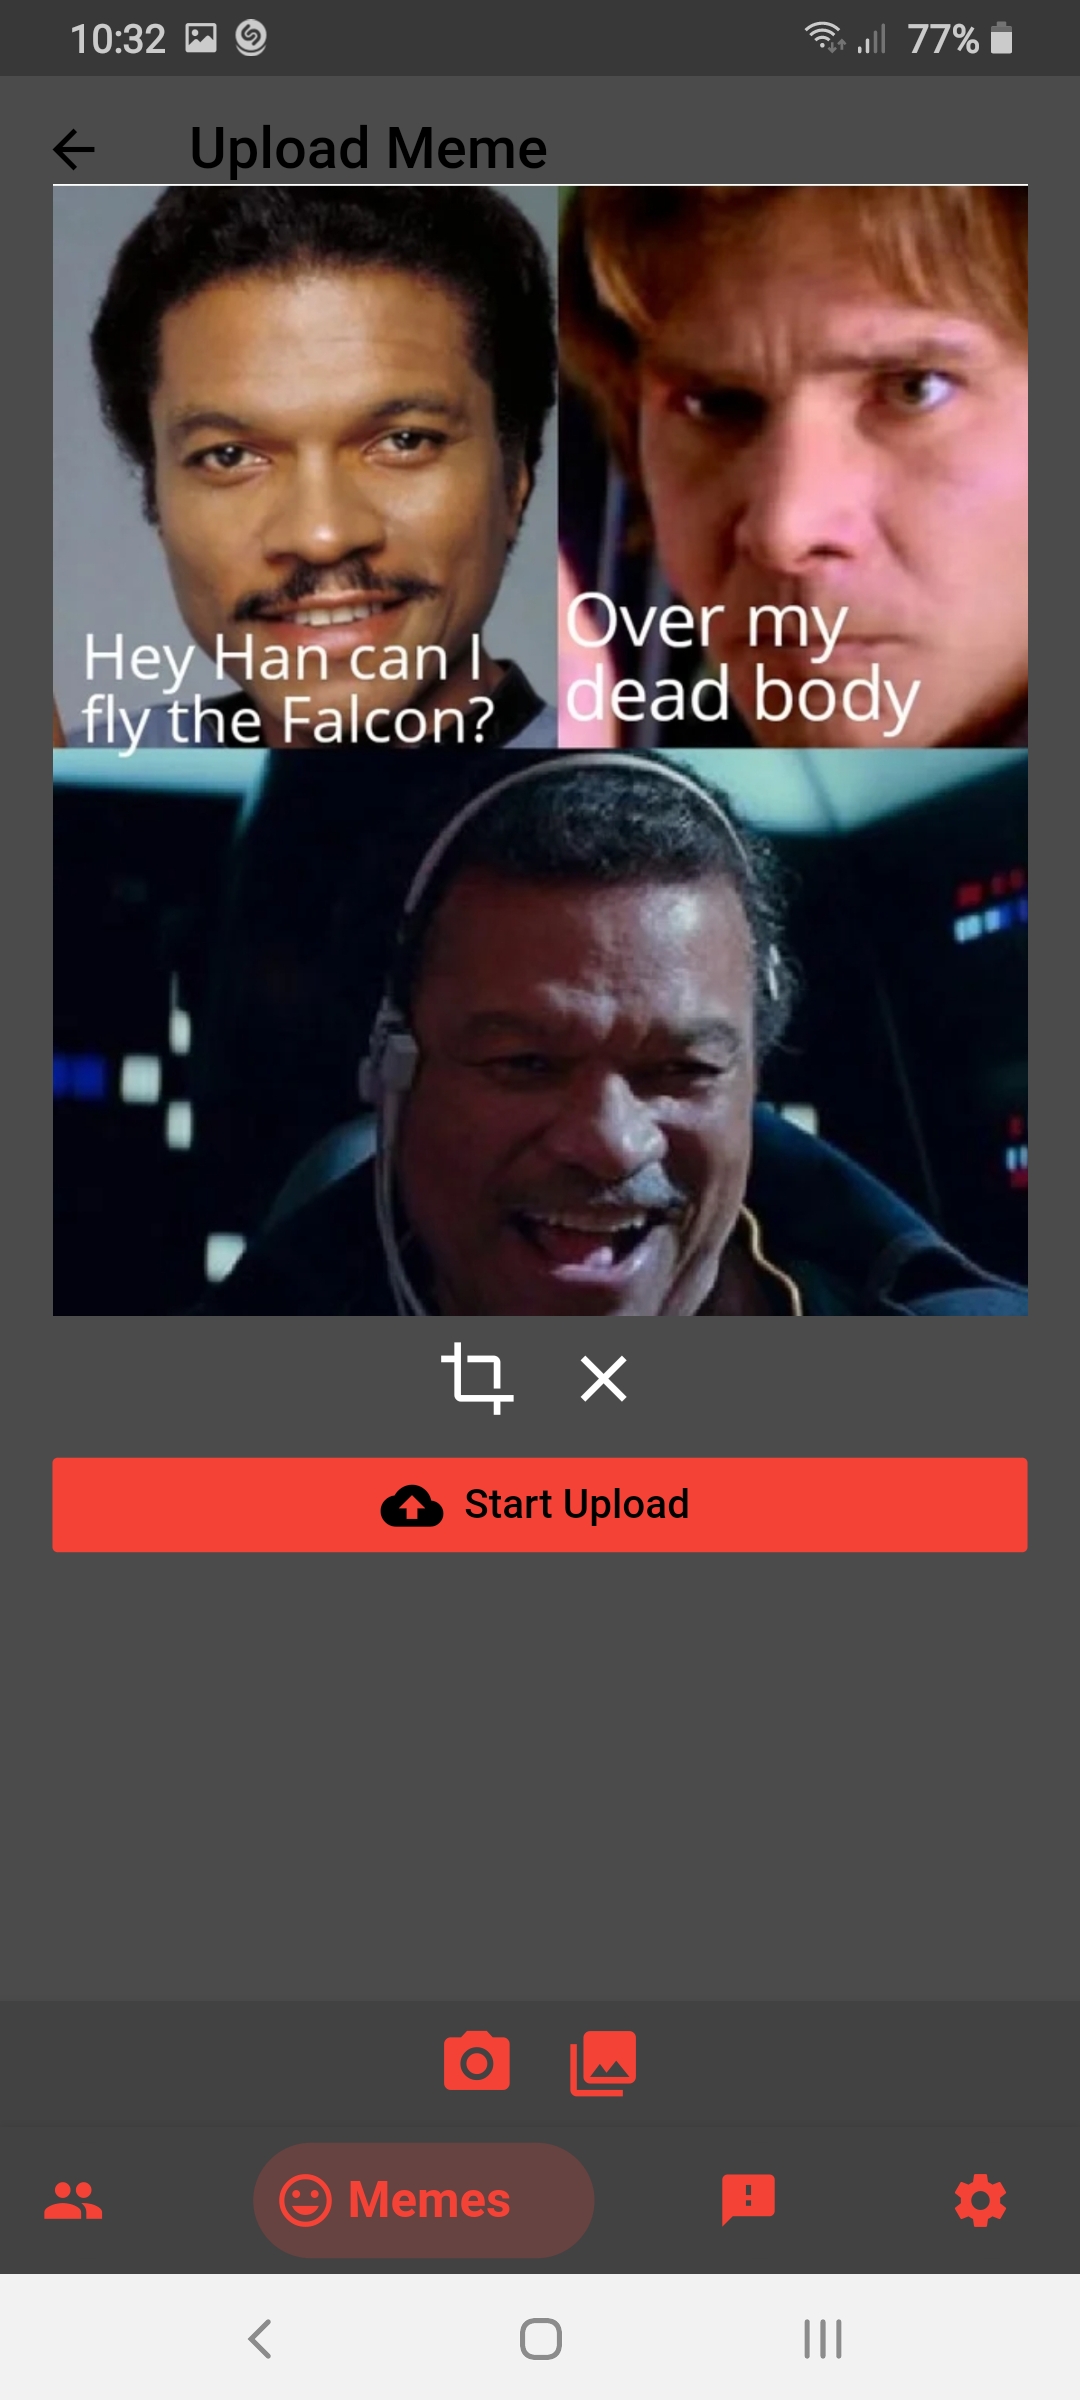 10:32
77%
Upload Meme
Hey Han can I
fly the Falcon?
Over my
dead body
Start Upload
Memes